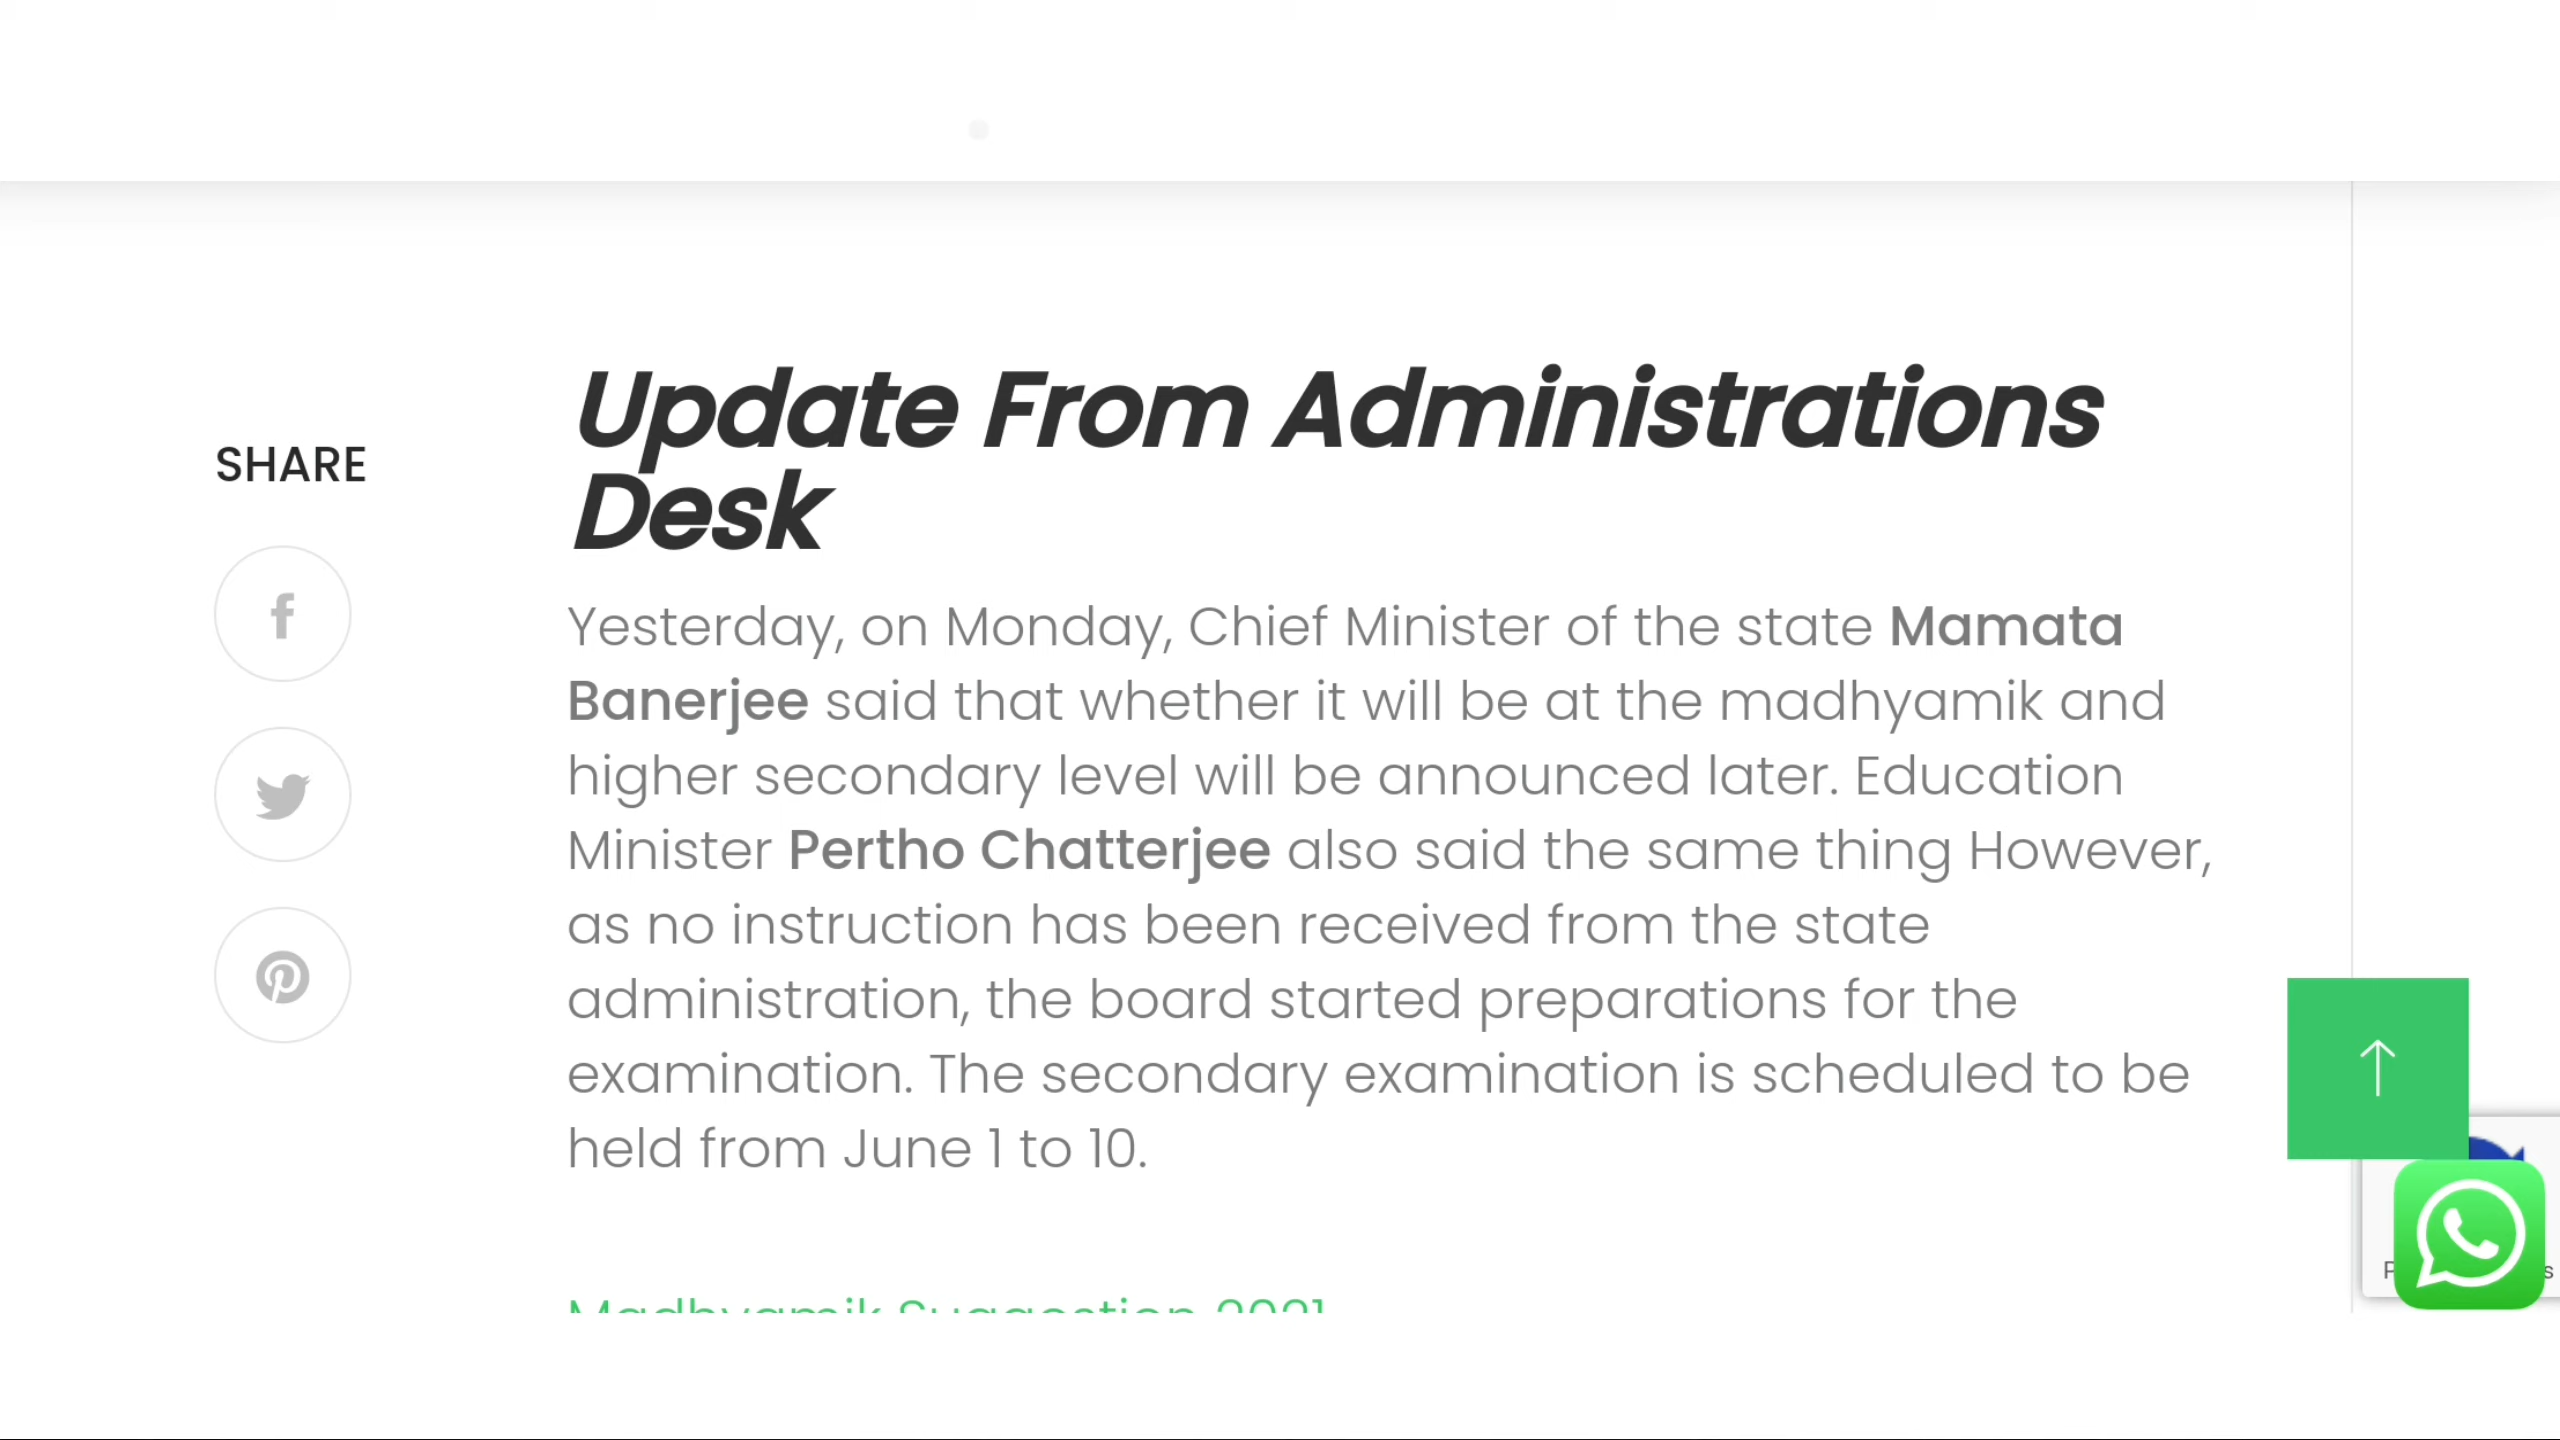 Update From Administrations
Desk
SHARE
Yesterday, on Monday, Chief Minister of the state Mamata
Banerjee said that whether it will be at the madhyamik and
higher secondary level will be announced later. Education
Minister Pertho Chatterjee also said the same thing However,
as no instruction has been received from the state
administration, the board started preparations for the
examination. The secondary examination is scheduled to be
held from June 1 to 10.
Madhyamik Suggestion 2021